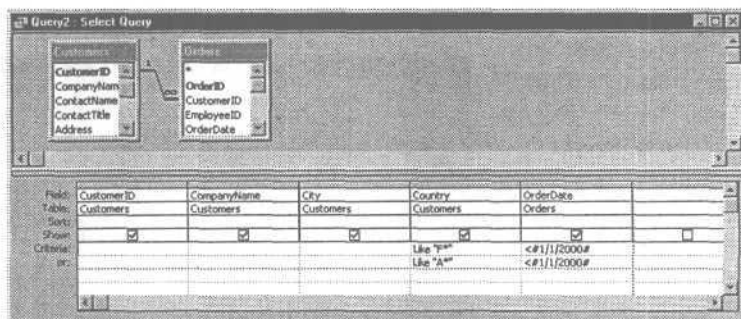 Query2 : Select Query
Customers
CustomerID
CompanyNam
ContactName
ContactTitle
Address
1
∞
Orders
*
OrderID
CustomerID
EmployeeID
OrderDate
Field: CustomerID CompanyName City Country OrderDate
Table: Customers Customers Customers Customers Orders
Sort:
Show:
Criteria: Like "F*" <#1/1/2000#
or: Like "A*" <#1/1/2000#